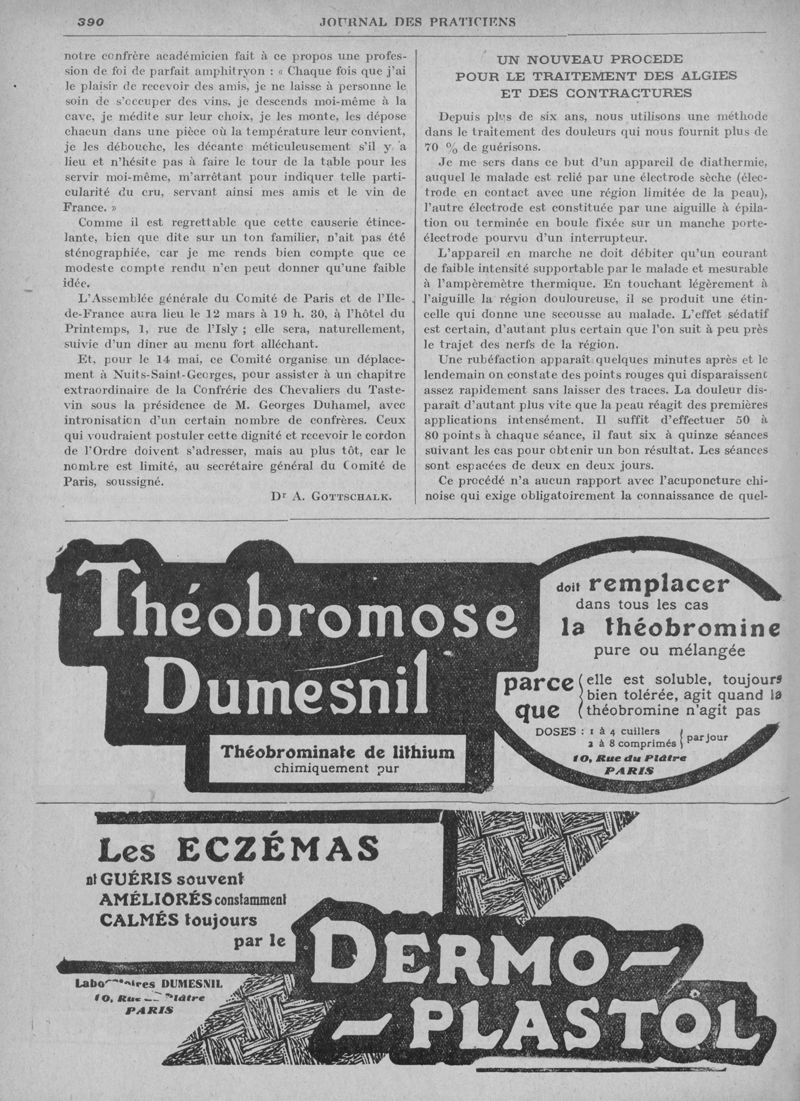 390
JOURNAL DES PRATICIENS
notre confrère académicien fait à ce propos une profes-
sion de foi de parfait amphitryon : « Chaque fois que j'ai
le plaisir de recevoir des amis, je ne laisse à personne le
soin de s'occuper des vins, je descends moi-même à la
cave, je médite sur leur choix, je les monte, les dépose
chacun dans une pièce où la température leur convient,
je les débouche, les décante méticuleusement s'il y a
lieu et n'hésite pas à faire le tour de la table pour les
servir moi-même, m'arrêtant pour indiquer telle parti-
cularité du cru, servant ainsi mes amis et le vin de
France. »
Comme il est regrettable que cette causerie étince-
lante, bien que dite sur un ton familier, n'ait pas été
sténographiée, car je me rends bien compte que ce
modeste compte rendu n'en peut donner qu'une faible
idée.
L'Assemblée générale du Comité de Paris et de l'Ile-
de-France aura lieu le 12 mars à 19 h. 30, à l'hôtel du
Printemps, 1, rue de l'Isly ; elle sera, naturellement,
suivie d'un dîner au menu fort alléchant.
Et, pour le 14 mai, ce Comité organise un déplace-
ment à Nuits-Saint-Georges, pour assister à un chapitre
extraordinaire de la Confrérie des Chevaliers du Taste-
vin sous la présidence de M. Georges Duhamel, avec
intronisation d'un certain nombre de confrères. Ceux
qui voudraient postuler cette dignité et recevoir le cordon
de l'Ordre doivent s'adresser, mais au plus tôt, car le
nombre est limité, au secrétaire général du Comité de
Paris, soussigné.
Dr A. GOTTSCHALK.
UN NOUVEAU PROCEDE
POUR LE TRAITEMENT DES ALGIES
ET DES CONTRACTURES
Depuis plus de six ans, nous utilisons une méthode
dans le traitement des douleurs qui nous fournit plus de
70 % de guérisons.
Je me sers dans ce but d'un appareil de diathermie,
auquel le malade est relié par une électrode sèche (élec-
trode en contact avec une région limitée de la peau),
l'autre électrode est constituée par une aiguille à épila-
tion ou terminée en boule fixée sur un manche porte-
électrode pourvu d'un interrupteur.
L'appareil en marche ne doit débiter qu'un courant
de faible intensité supportable par le malade et mesurable
à l'ampèremètre thermique. En touchant légèrement à
l'aiguille la région douloureuse, il se produit une étin-
celle qui donne une secousse au malade. L'effet sédatif
est certain, d'autant plus certain que l'on suit à peu près
le trajet des nerfs de la région.
Une rubéfaction apparaît quelques minutes après et le
lendemain on constate des points rouges qui disparaissent
assez rapidement sans laisser des traces. La douleur dis-
paraît d'autant plus vite que la peau réagit des premières
applications intensément. Il suffit d'effectuer 50 à
80 points à chaque séance, il faut six à quinze séances
suivant les cas pour obtenir un bon résultat. Les séances
sont espacées de deux en deux jours.
Ce procédé n'a aucun rapport avec l'acuponcture chi-
noise qui exige obligatoirement la connaissance de quel-
Théobromose
Dumesnil
Théobrominate de lithium
chimiquement pur
doit remplacer
dans tous les cas
la théobromine
pure ou mélangée
parce que
elle est soluble, toujours
bien tolérée, agit quand la
théobromine n'agit pas
DOSES : 1 à 4 cuillers
2 à 8 comprimés
par jour
10, Rue du Plâtre
PARIS
Les ECZÉMAS
nt GUÉRIS souvent
AMÉLIORÉS constamment
CALMÉS toujours
par le
DERMO-
-PLASTOL
Laboratoires DUMESNIL
10, Rue Plâtre
PARIS